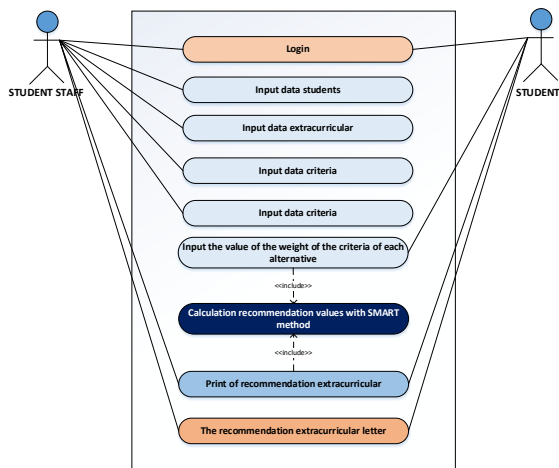 Login
STUDENT STAFF
STUDENT
Input data students
Input data extracurricular
Input data criteria
Input data criteria
Input the value of the weight of the criteria of each
alternative
<<include>>
Calculation recommendation values with SMART
method
<<include>>
Print of recommendation extracurricular
The recommendation extracurricular letter